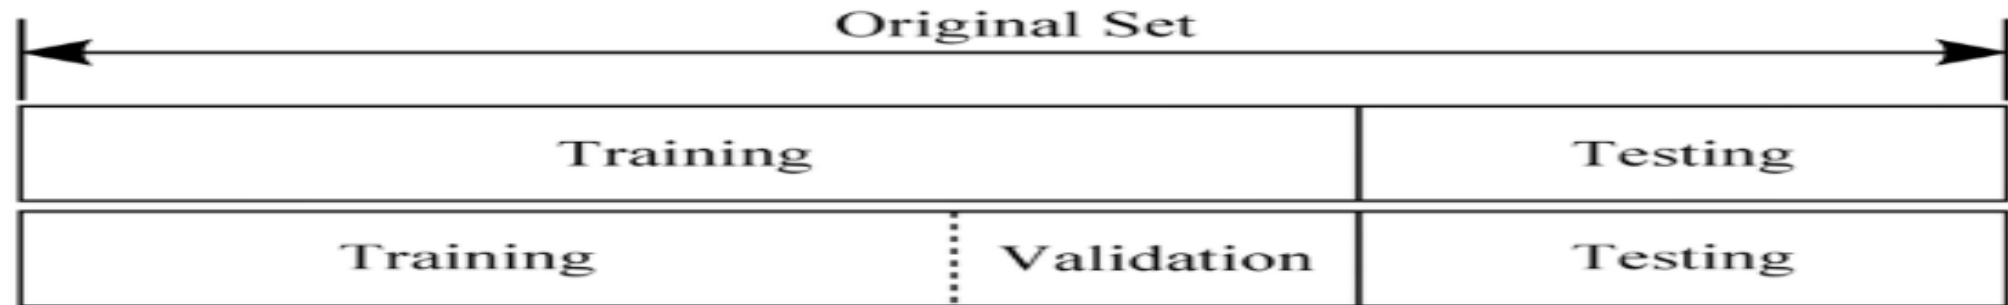 Original Set
Training Testing
Training Validation Testing